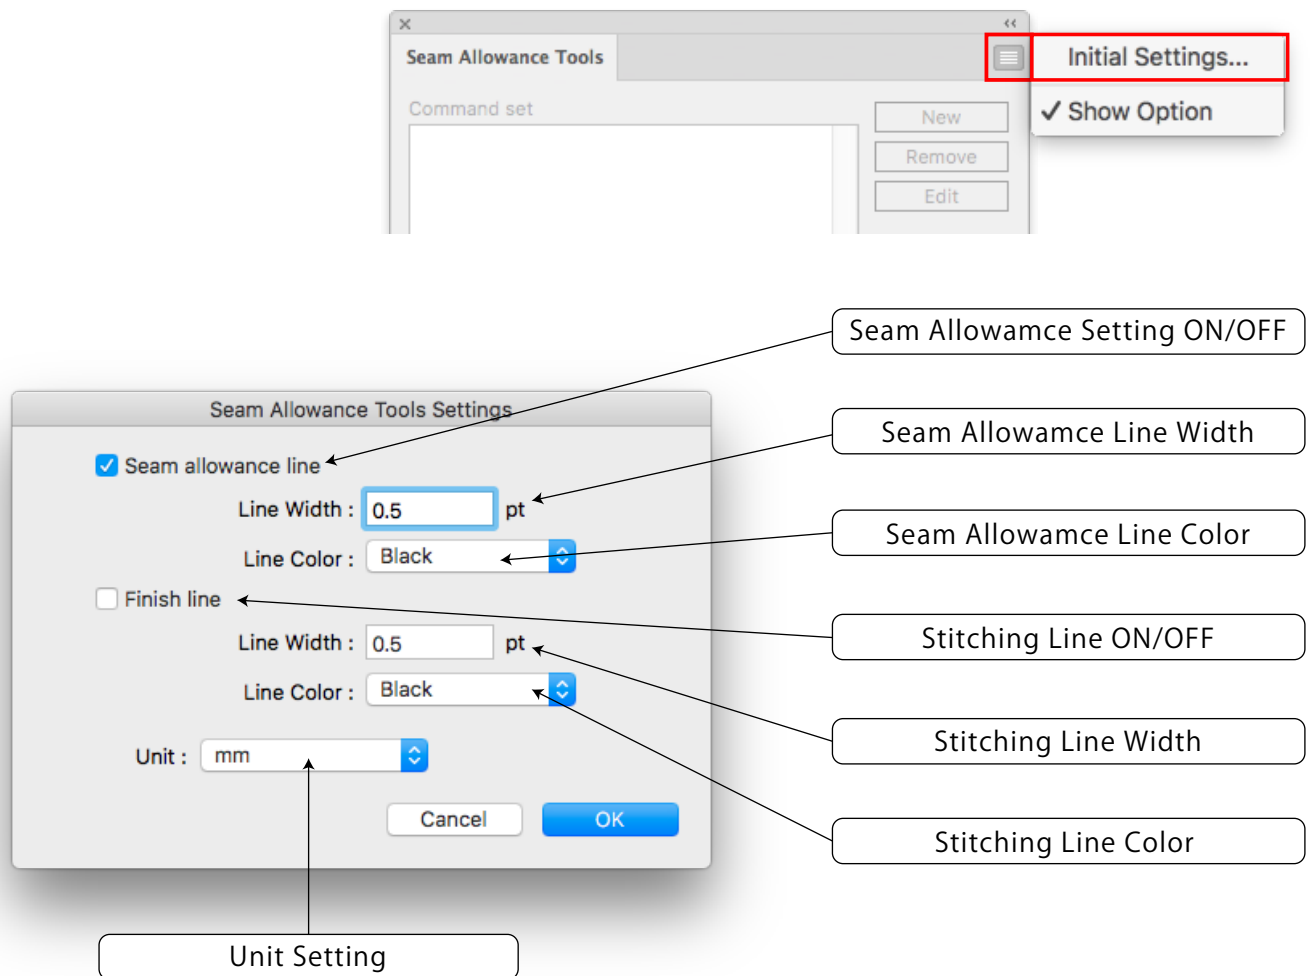 Seam Allowance Tools
Initial Settings...
Command set
New
✓ Show Option
Remove
Edit
Seam Allowamce Setting ON/OFF
Seam Allowance Tools Settings
Seam Allowamce Line Width
Seam allowance line
Line Width : 0.5 pt
Seam Allowamce Line Color
Line Color : Black
Finish line
Stitching Line ON/OFF
Line Width : 0.5 pt
Line Color : Black
Stitching Line Width
Unit : mm
Cancel OK
Stitching Line Color
Unit Setting